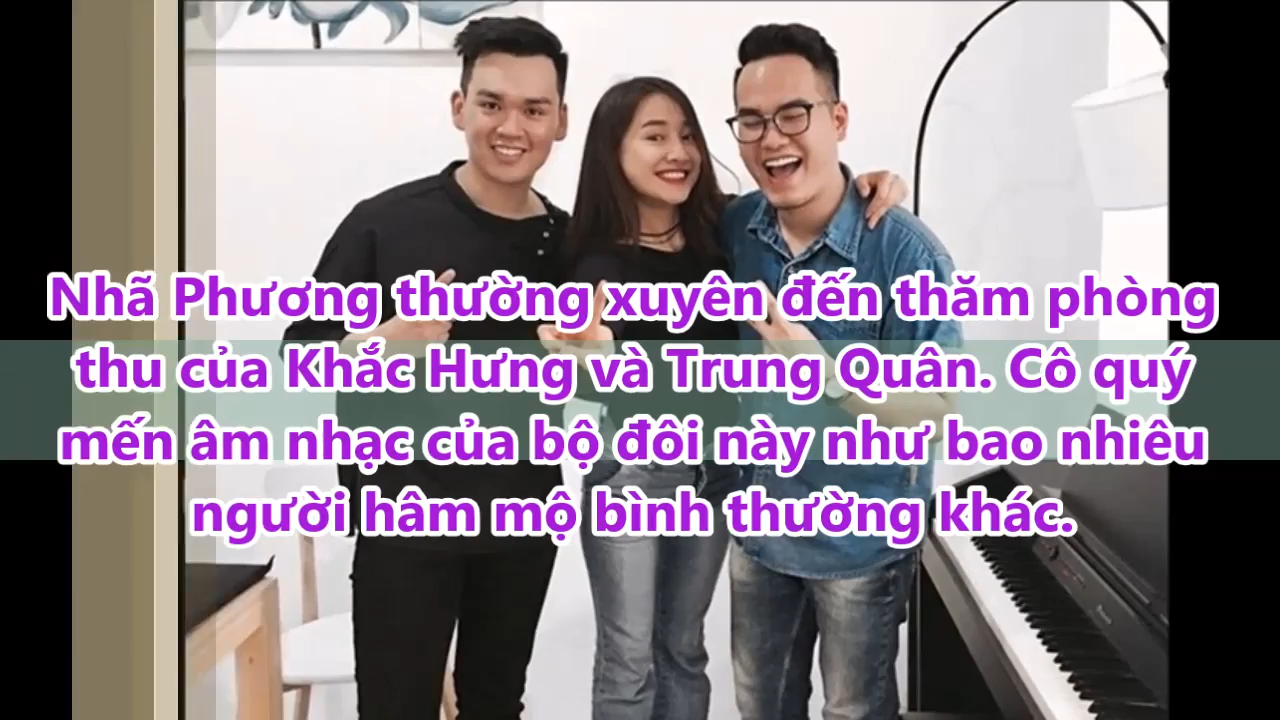 Nhã Phương thường xuyên đến thăm phòng
thu của Khắc Hưng và Trung Quân. Cô quý
mến âm nhạc của bộ đôi này như bao nhiêu
người hâm mộ bình thường khác.